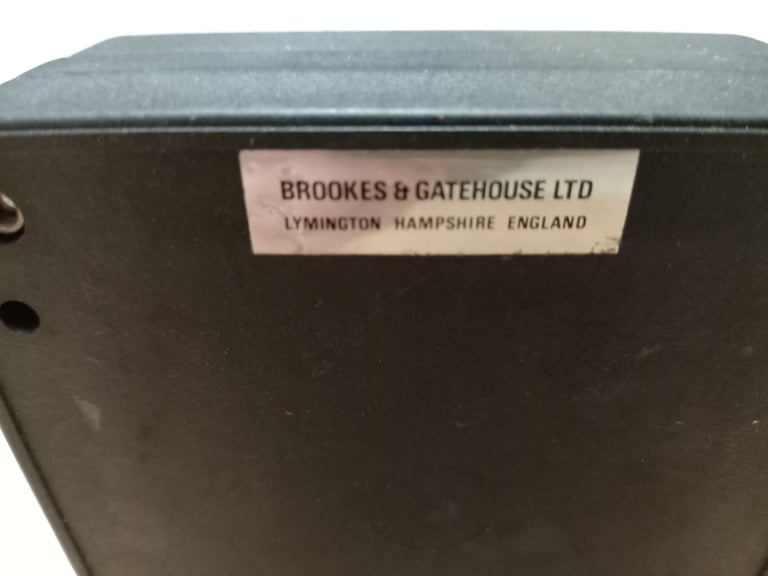 BROOKES & GATEHOUSE LTD
LYMINGTON HAMPSHIRE ENGLAND